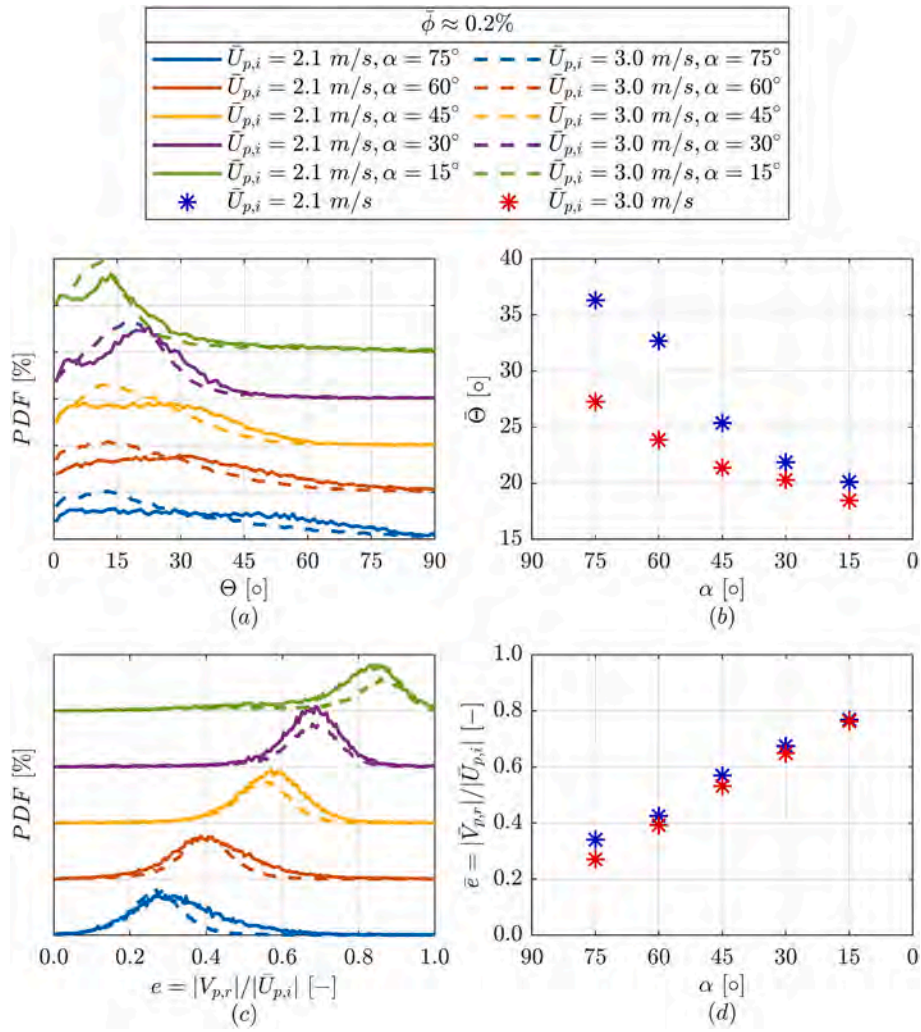 ϕ̄ ≈ 0.2%
Ū_{p,i} = 2.1 m/s, α = 75° Ū_{p,i} = 3.0 m/s, α = 75°
Ū_{p,i} = 2.1 m/s, α = 60° Ū_{p,i} = 3.0 m/s, α = 60°
Ū_{p,i} = 2.1 m/s, α = 45° Ū_{p,i} = 3.0 m/s, α = 45°
Ū_{p,i} = 2.1 m/s, α = 30° Ū_{p,i} = 3.0 m/s, α = 30°
Ū_{p,i} = 2.1 m/s, α = 15° Ū_{p,i} = 3.0 m/s, α = 15°
Ū_{p,i} = 2.1 m/s Ū_{p,i} = 3.0 m/s
PDF [%]
0 15 30 45 60 75 90
Θ [∘]
(a)
Θ̄ [∘]
40
35
30
25
20
15
90 75 60 45 30 15 0
α [∘]
(b)
PDF [%]
0.0 0.2 0.4 0.6 0.8 1.0
e = |V_{p,r}|/|Ū_{p,i}| [−]
(c)
ē = |V̄_{p,r}|/|Ū_{p,i}| [−]
1.0
0.8
0.6
0.4
0.2
0.0
90 75 60 45 30 15 0
α [∘]
(d)